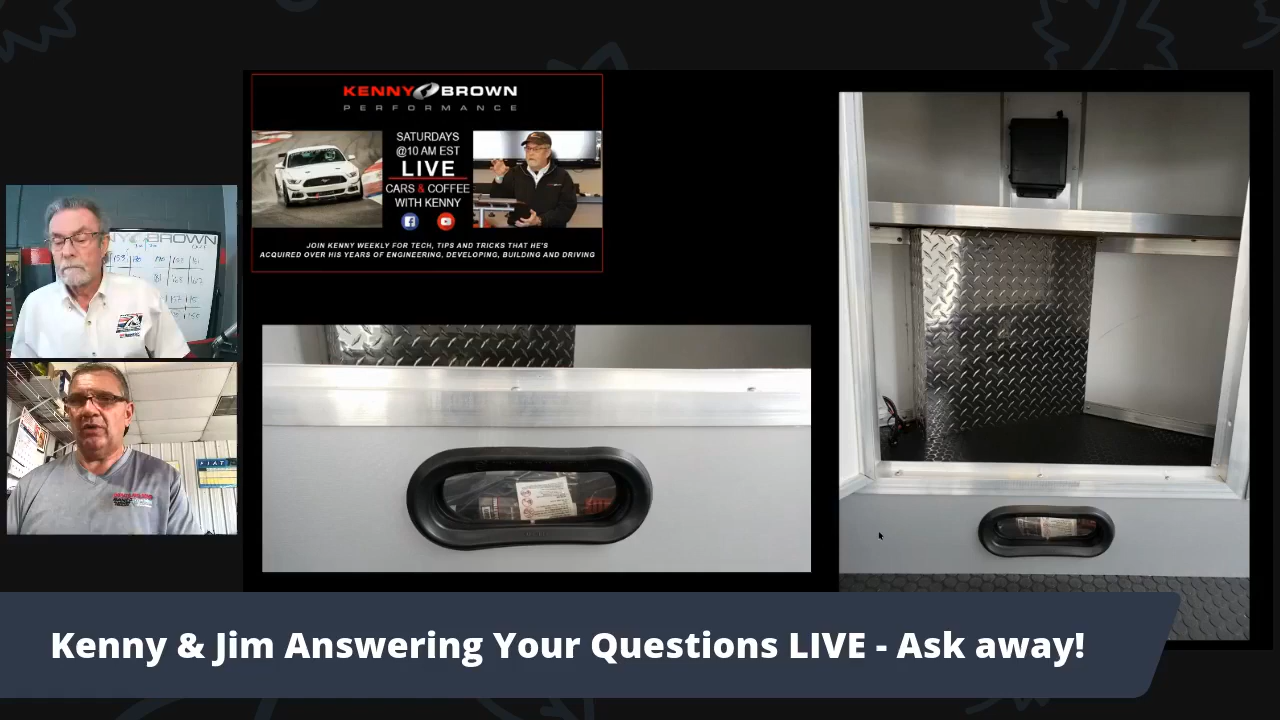 KENNY BROWN
PERFORMANCE
SATURDAYS
@10 AM EST
LIVE
CARS & COFFEE
WITH KENNY
JOIN KENNY WEEKLY FOR TECH, TIPS AND TRICKS THAT HE'S
ACQUIRED OVER HIS YEARS OF ENGINEERING, DEVELOPING, BUILDING AND DRIVING
BROWN
Kenny & Jim Answering Your Questions LIVE - Ask away!